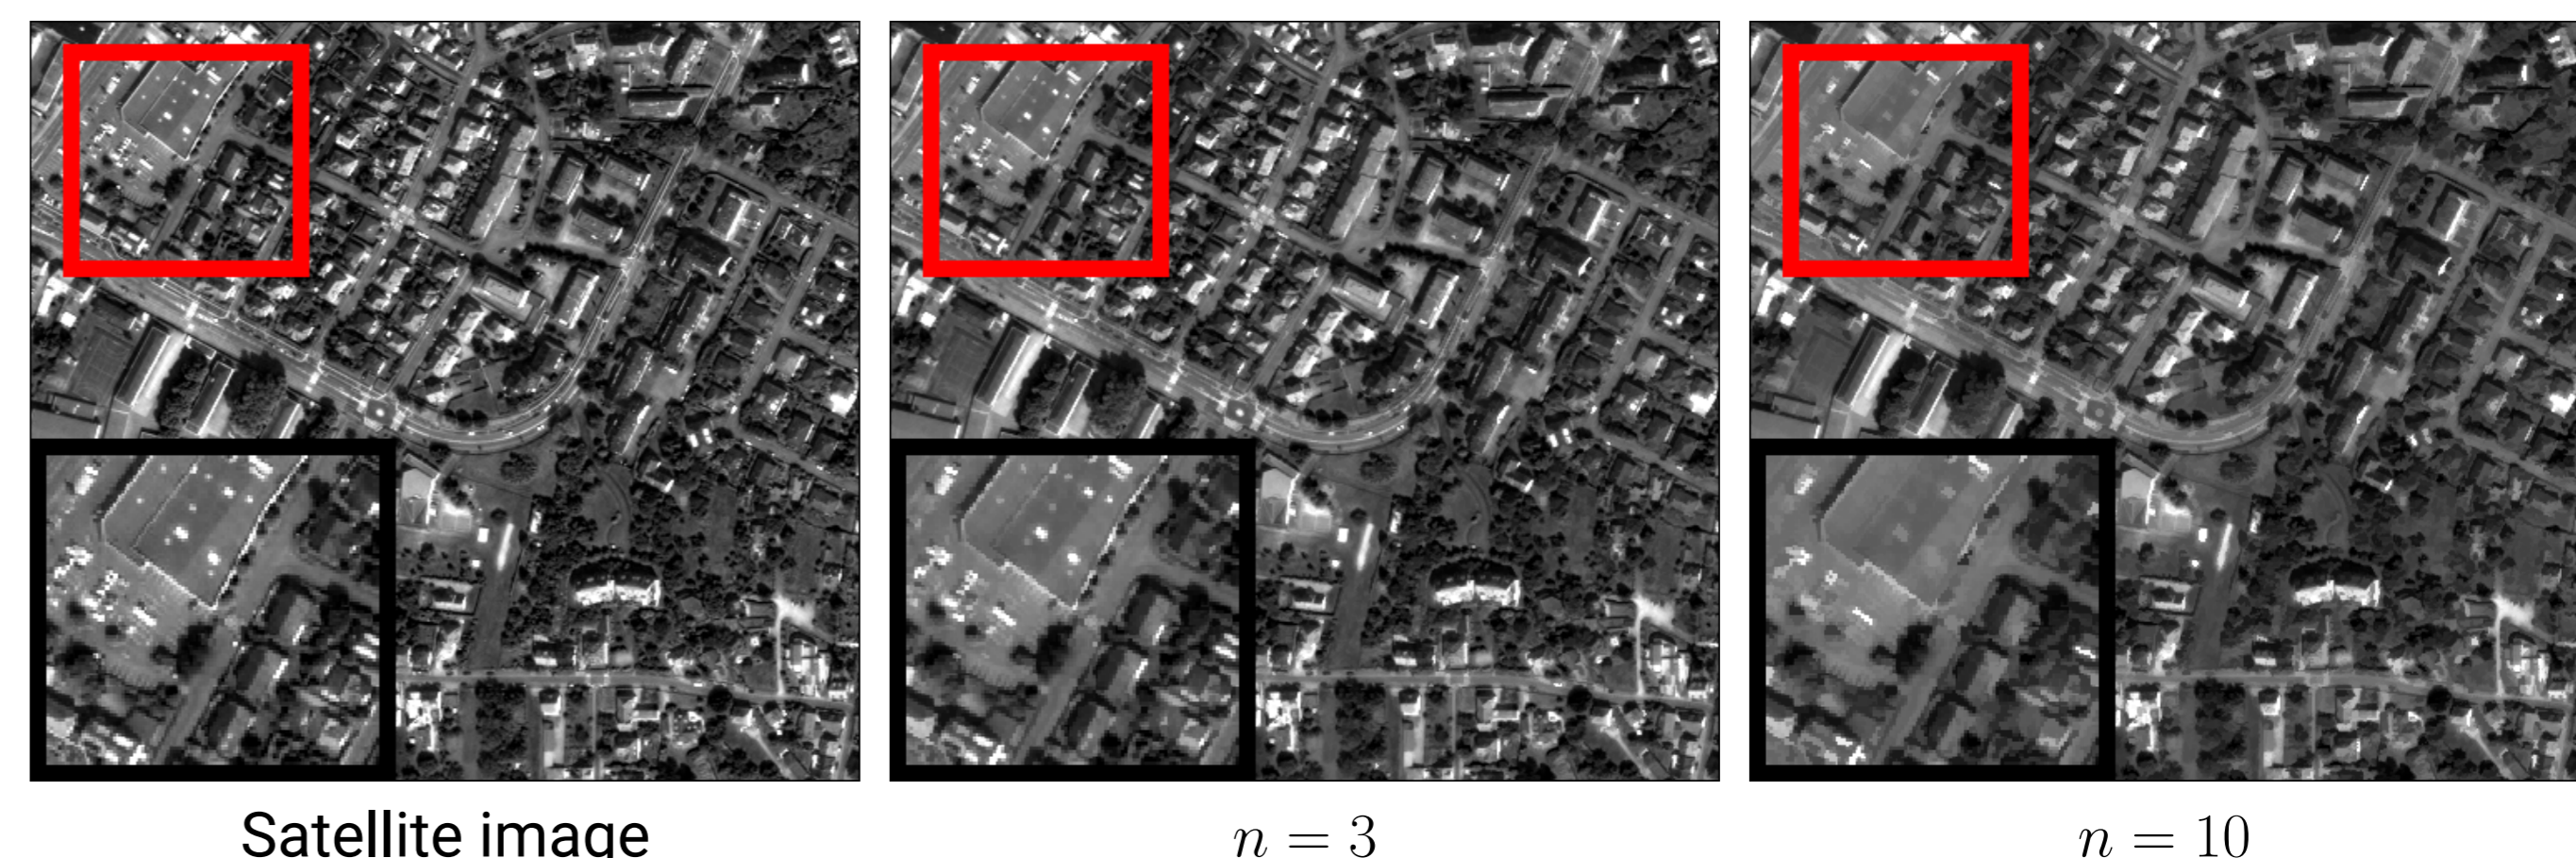 Satellite image
n = 3
n = 10